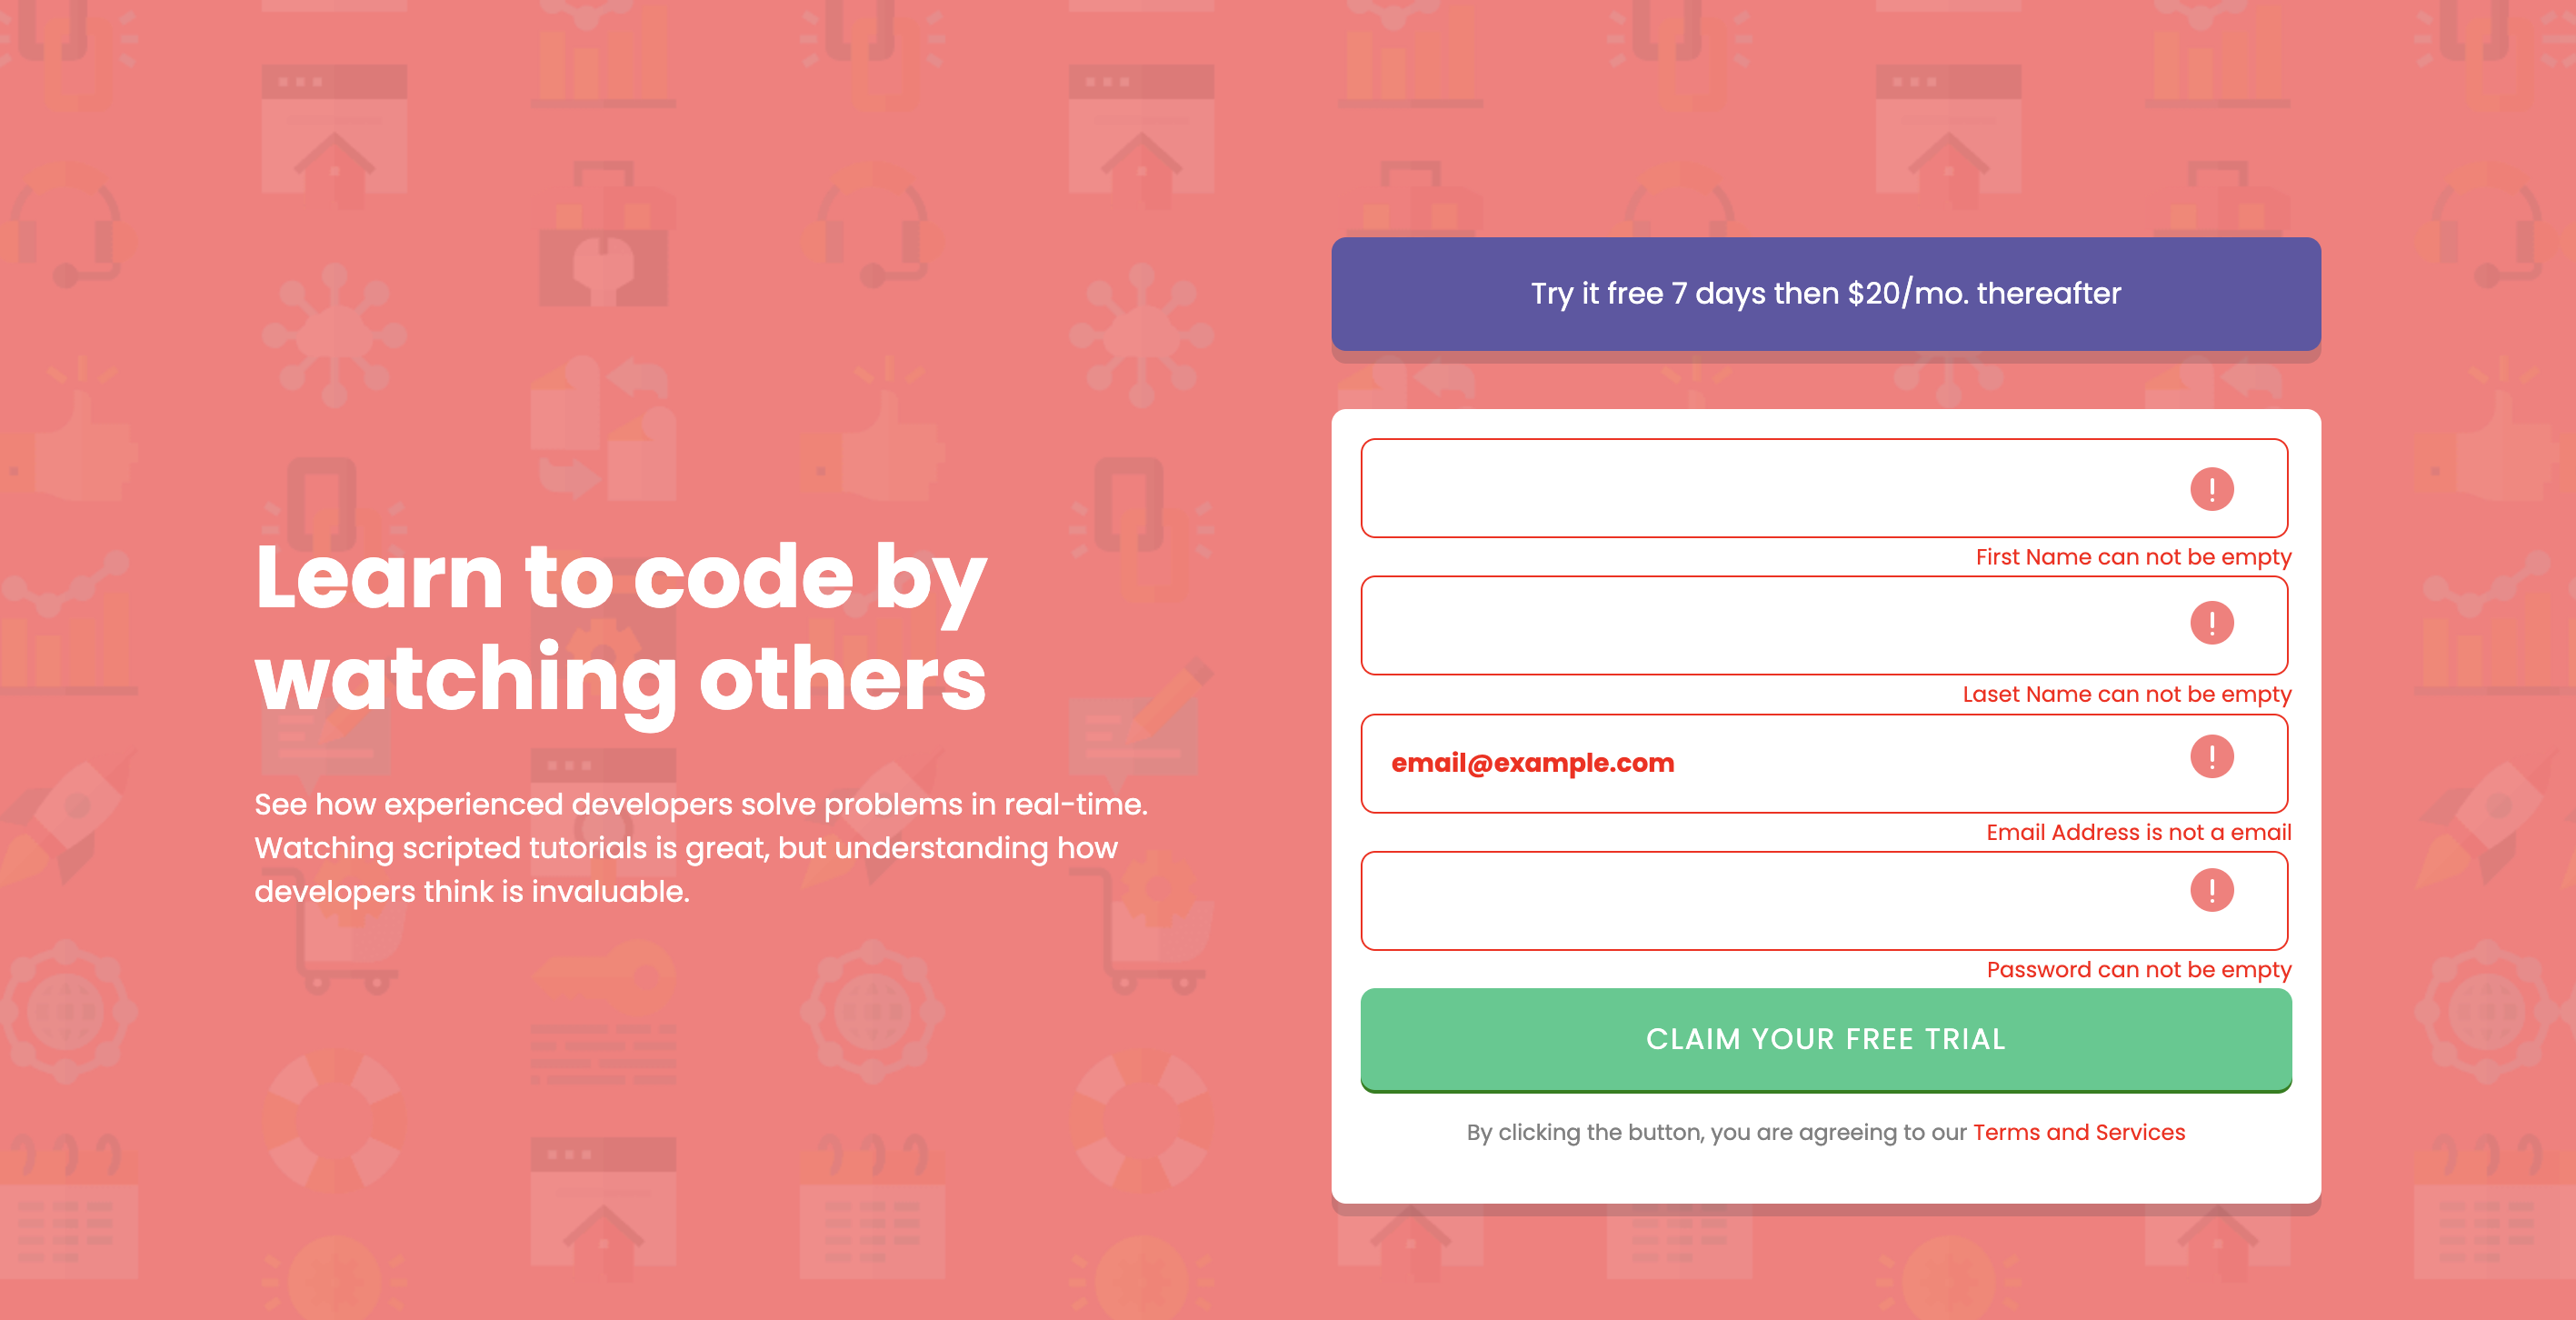 Try it free 7 days then $20/mo. thereafter
Learn to code by
watching others
See how experienced developers solve problems in real-time.
Watching scripted tutorials is great, but understanding how
developers think is invaluable.
First Name can not be empty
Laset Name can not be empty
email@example.com
Email Address is not a email
Password can not be empty
CLAIM YOUR FREE TRIAL
By clicking the button, you are agreeing to our Terms and Services